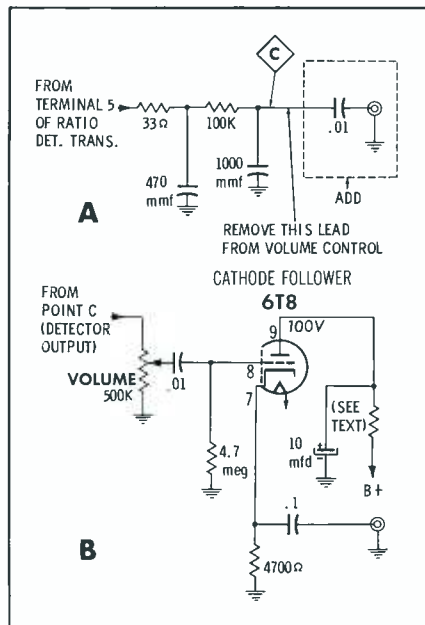 C
FROM
TERMINAL 5
OF RATIO
DET. TRANS.
33Ω
100K
.01
470
mmf
1000
mmf
ADD
A
REMOVE THIS LEAD
FROM VOLUME CONTROL
CATHODE FOLLOWER
6T8
FROM
POINT C
(DETECTOR
OUTPUT)
9
100V
VOLUME
500K
.01
8
7
(SEE
TEXT)
10
mfd
4.7
meg
B+
.1
B
4700Ω